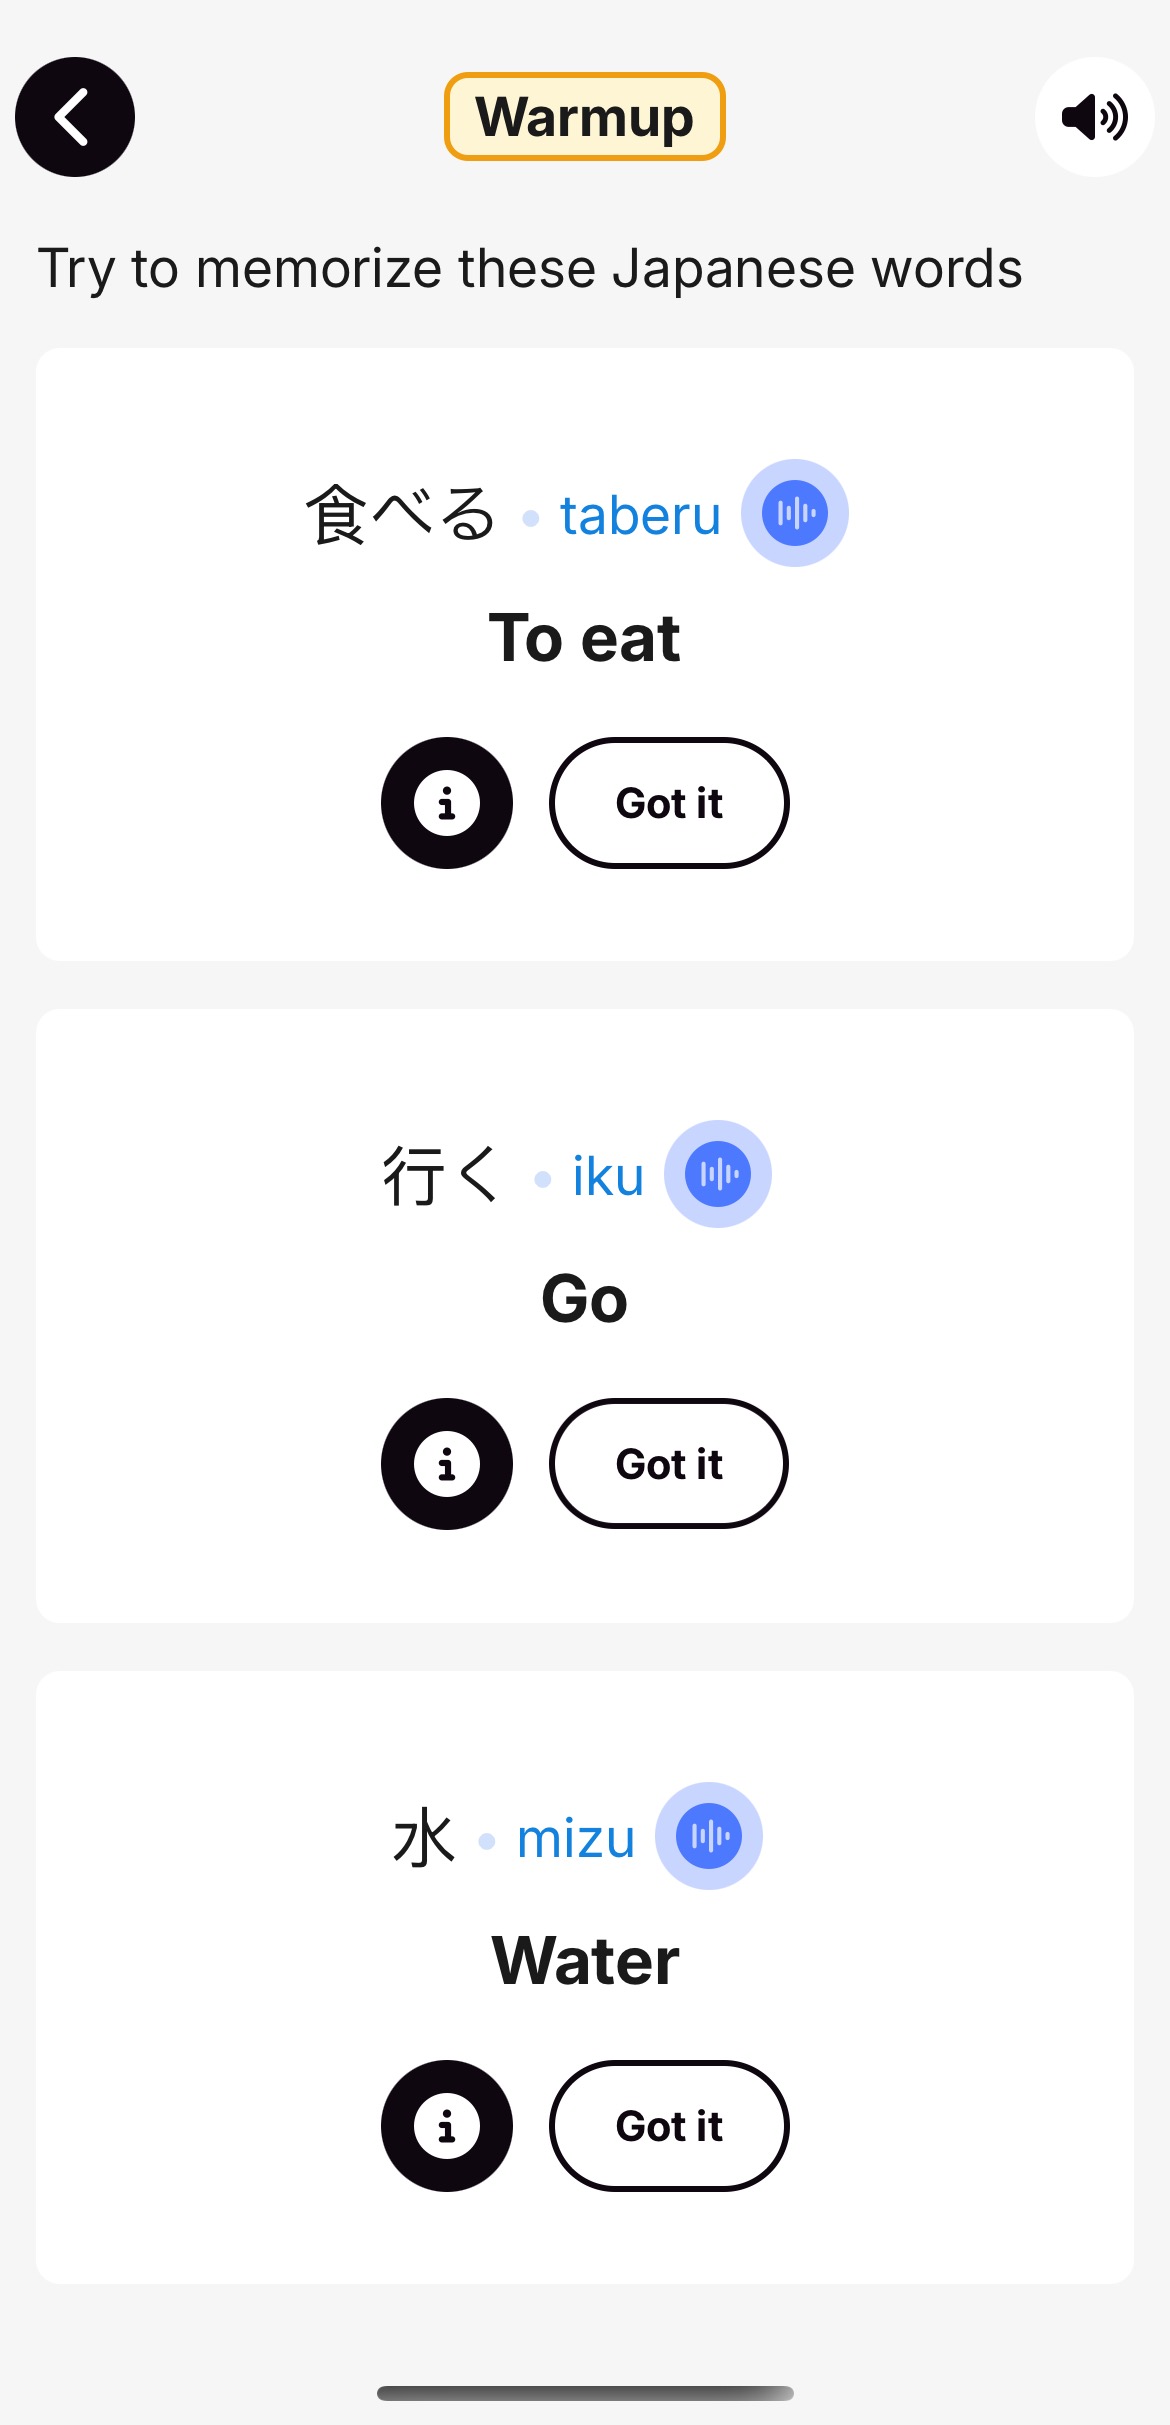 Warmup
Try to memorize these Japanese words
食べる • taberu
To eat
Got it
行く • iku
Go
Got it
水 • mizu
Water
Got it